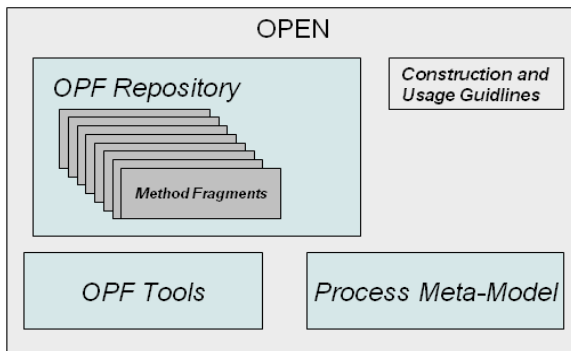 OPEN
OPF Repository
Method Fragments
Construction and
Usage Guidlines
OPF Tools
Process Meta-Model